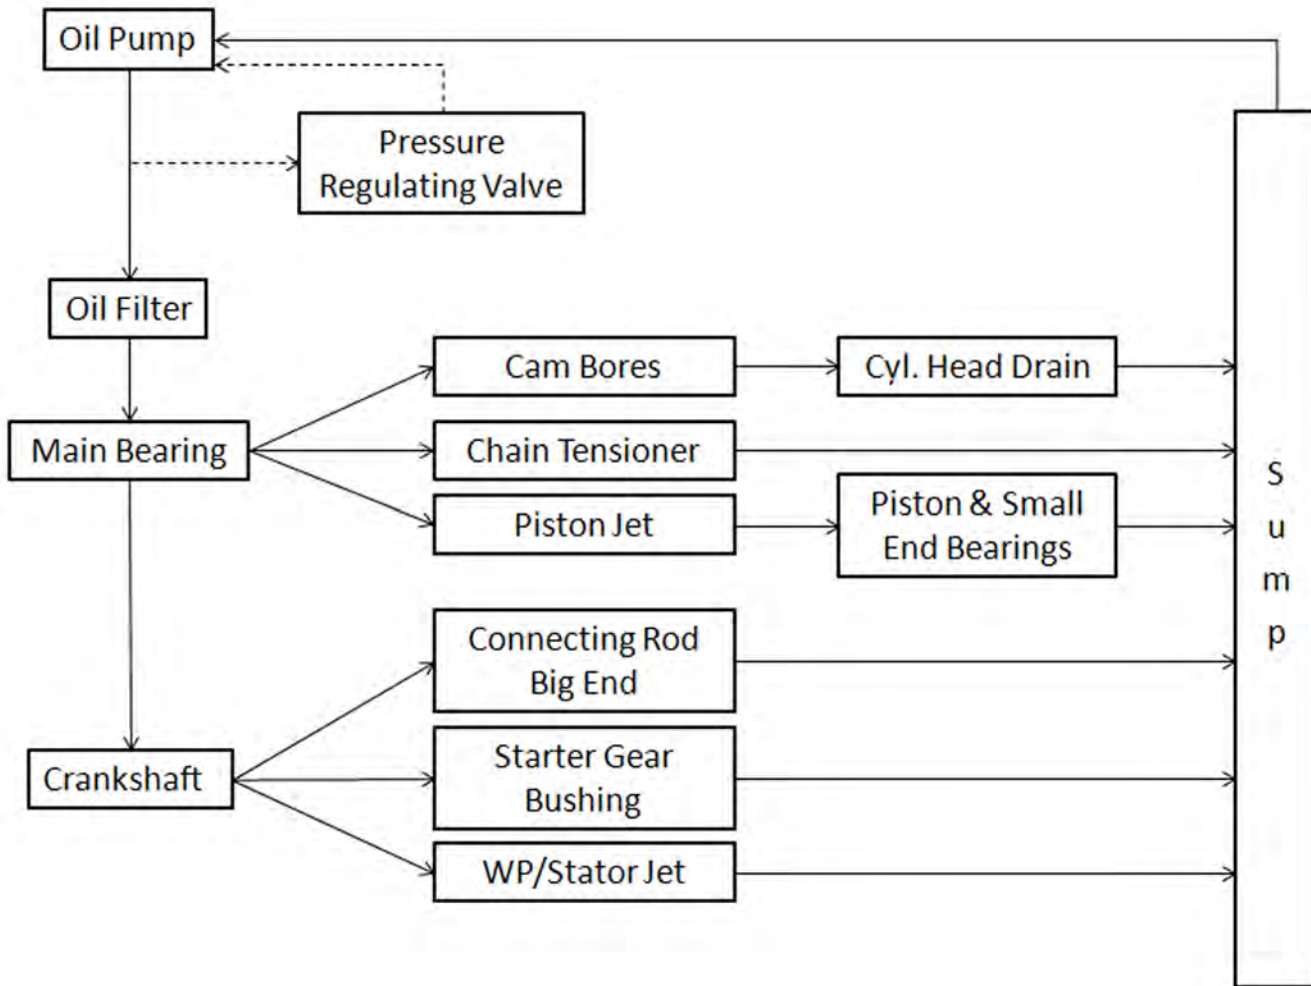 Oil Pump
Pressure
Regulating Valve
Oil Filter
Cam Bores
Cyl. Head Drain
Main Bearing
Chain Tensioner
Piston Jet
Piston & Small
End Bearings
Connecting Rod
Big End
Crankshaft
Starter Gear
Bushing
WP/Stator Jet
Sump